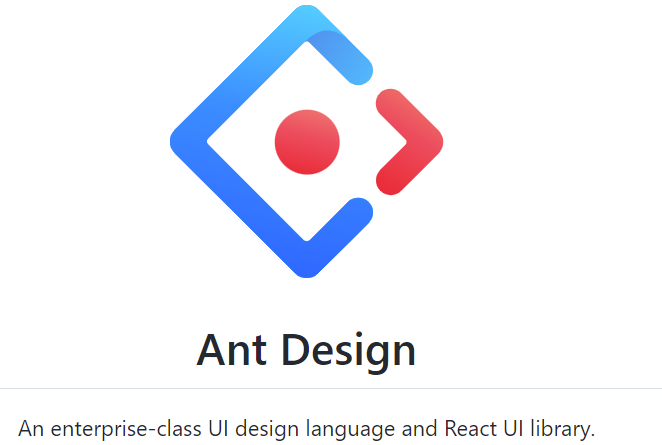 Ant Design
An enterprise-class UI design language and React UI library.